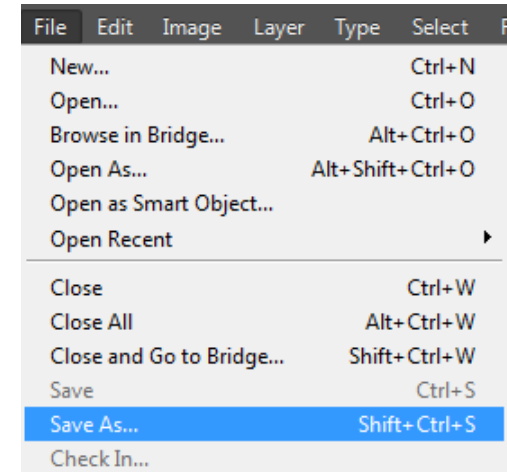 File Edit Image Layer Type Select
New... Ctrl+N
Open... Ctrl+O
Browse in Bridge... Alt+Ctrl+O
Open As... Alt+Shift+Ctrl+O
Open as Smart Object...
Open Recent
Close Ctrl+W
Close All Alt+Ctrl+W
Close and Go to Bridge... Shift+Ctrl+W
Save Ctrl+S
Save As... Shift+Ctrl+S
Check In...